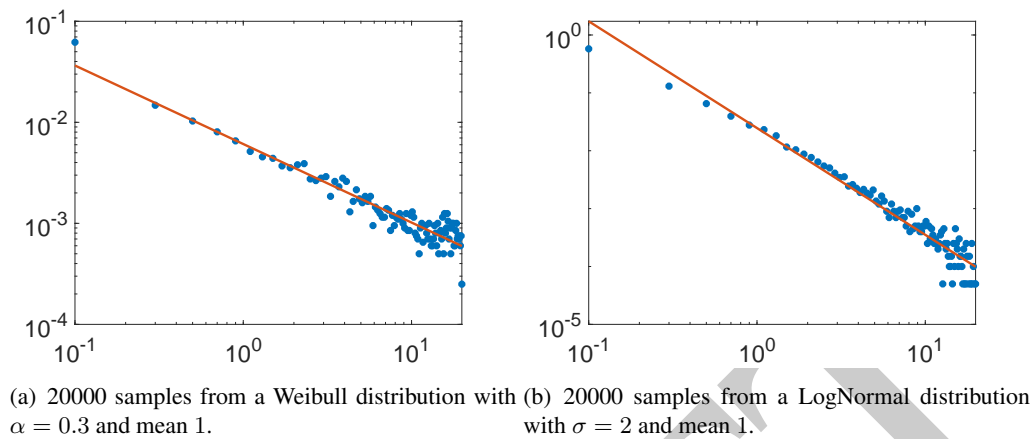 10^-1
10^0
10^-2
10^-3
10^-4
10^-5
10^-1 10^0 10^1
10^-1 10^0 10^1
(a) 20000 samples from a Weibull distribution with
α = 0.3 and mean 1.
(b) 20000 samples from a LogNormal distribution
with σ = 2 and mean 1.